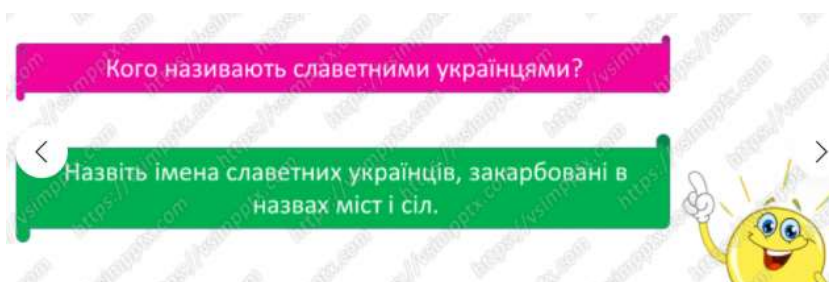 Кого називають славетними українцями?
Назвіть імена славетних українців, закарбовані в
назвах міст і сіл.